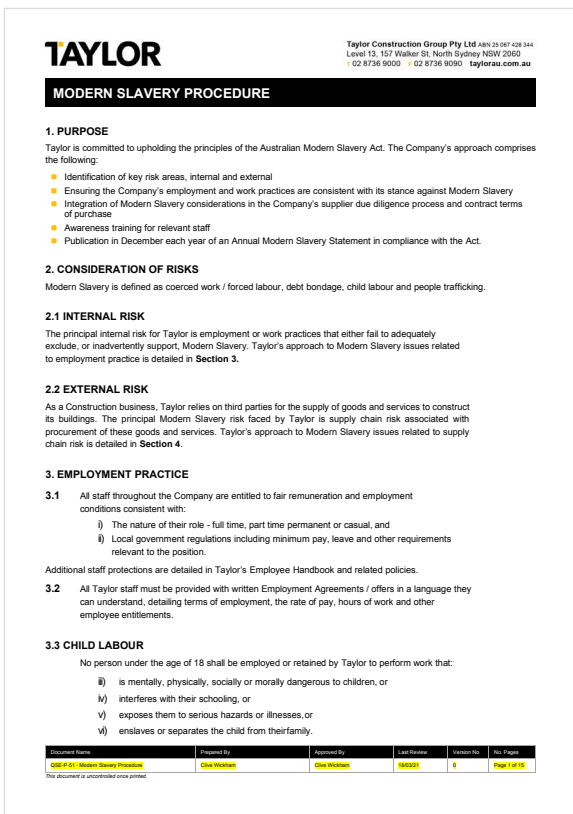 TAYLOR
Taylor Construction Group Pty Ltd ABN 25 067 428 344
Level 13, 157 Walker St, North Sydney NSW 2060
T 02 8736 9000 F 02 8736 9090 taylorau.com.au
MODERN SLAVERY PROCEDURE
1. PURPOSE
Taylor is committed to upholding the principles of the Australian Modern Slavery Act. The Company's approach comprises
the following:
Identification of key risk areas, internal and external
Ensuring the Company's employment and work practices are consistent with its stance against Modern Slavery
Integration of Modern Slavery considerations in the Company's supplier due diligence process and contract terms
of purchase
Awareness training for relevant staff
Publication in December each year of an Annual Modern Slavery Statement in compliance with the Act.
2. CONSIDERATION OF RISKS
Modern Slavery is defined as coerced work / forced labour, debt bondage, child labour and people trafficking.
2.1 INTERNAL RISK
The principal internal risk for Taylor is employment or work practices that either fail to adequately
exclude, or inadvertently support, Modern Slavery. Taylor's approach to Modern Slavery issues related
to employment practice is detailed in Section 3.
2.2 EXTERNAL RISK
As a Construction business, Taylor relies on third parties for the supply of goods and services to construct
its buildings. The principal Modern Slavery risk faced by Taylor is supply chain risk associated with
procurement of these goods and services. Taylor's approach to Modern Slavery issues related to supply
chain risk is detailed in Section 4.
3. EMPLOYMENT PRACTICE
3.1 All staff throughout the Company are entitled to fair remuneration and employment
conditions consistent with:
i) The nature of their role - full time, part time permanent or casual, and
ii) Local government regulations including minimum pay, leave and other requirements
relevant to the position.
Additional staff protections are detailed in Taylor's Employee Handbook and related policies.
3.2 All Taylor staff must be provided with written Employment Agreements / offers in a language they
can understand, detailing terms of employment, the rate of pay, hours of work and other
employee entitlements.
3.3 CHILD LABOUR
No person under the age of 18 shall be employed or retained by Taylor to perform work that:
iii) is mentally, physically, socially or morally dangerous to children, or
iv) interferes with their schooling, or
v) exposes them to serious hazards or illnesses,or
vi) enslaves or separates the child from theirfamily.
Document Name Prepared By Approved By Last Review Version No No. Pages
QSE-P-51 - Modern Slavery Procedure Clive Wickham Clive Wickham 18/03/21 0 Page 1 of 15
This document is uncontrolled once printed.